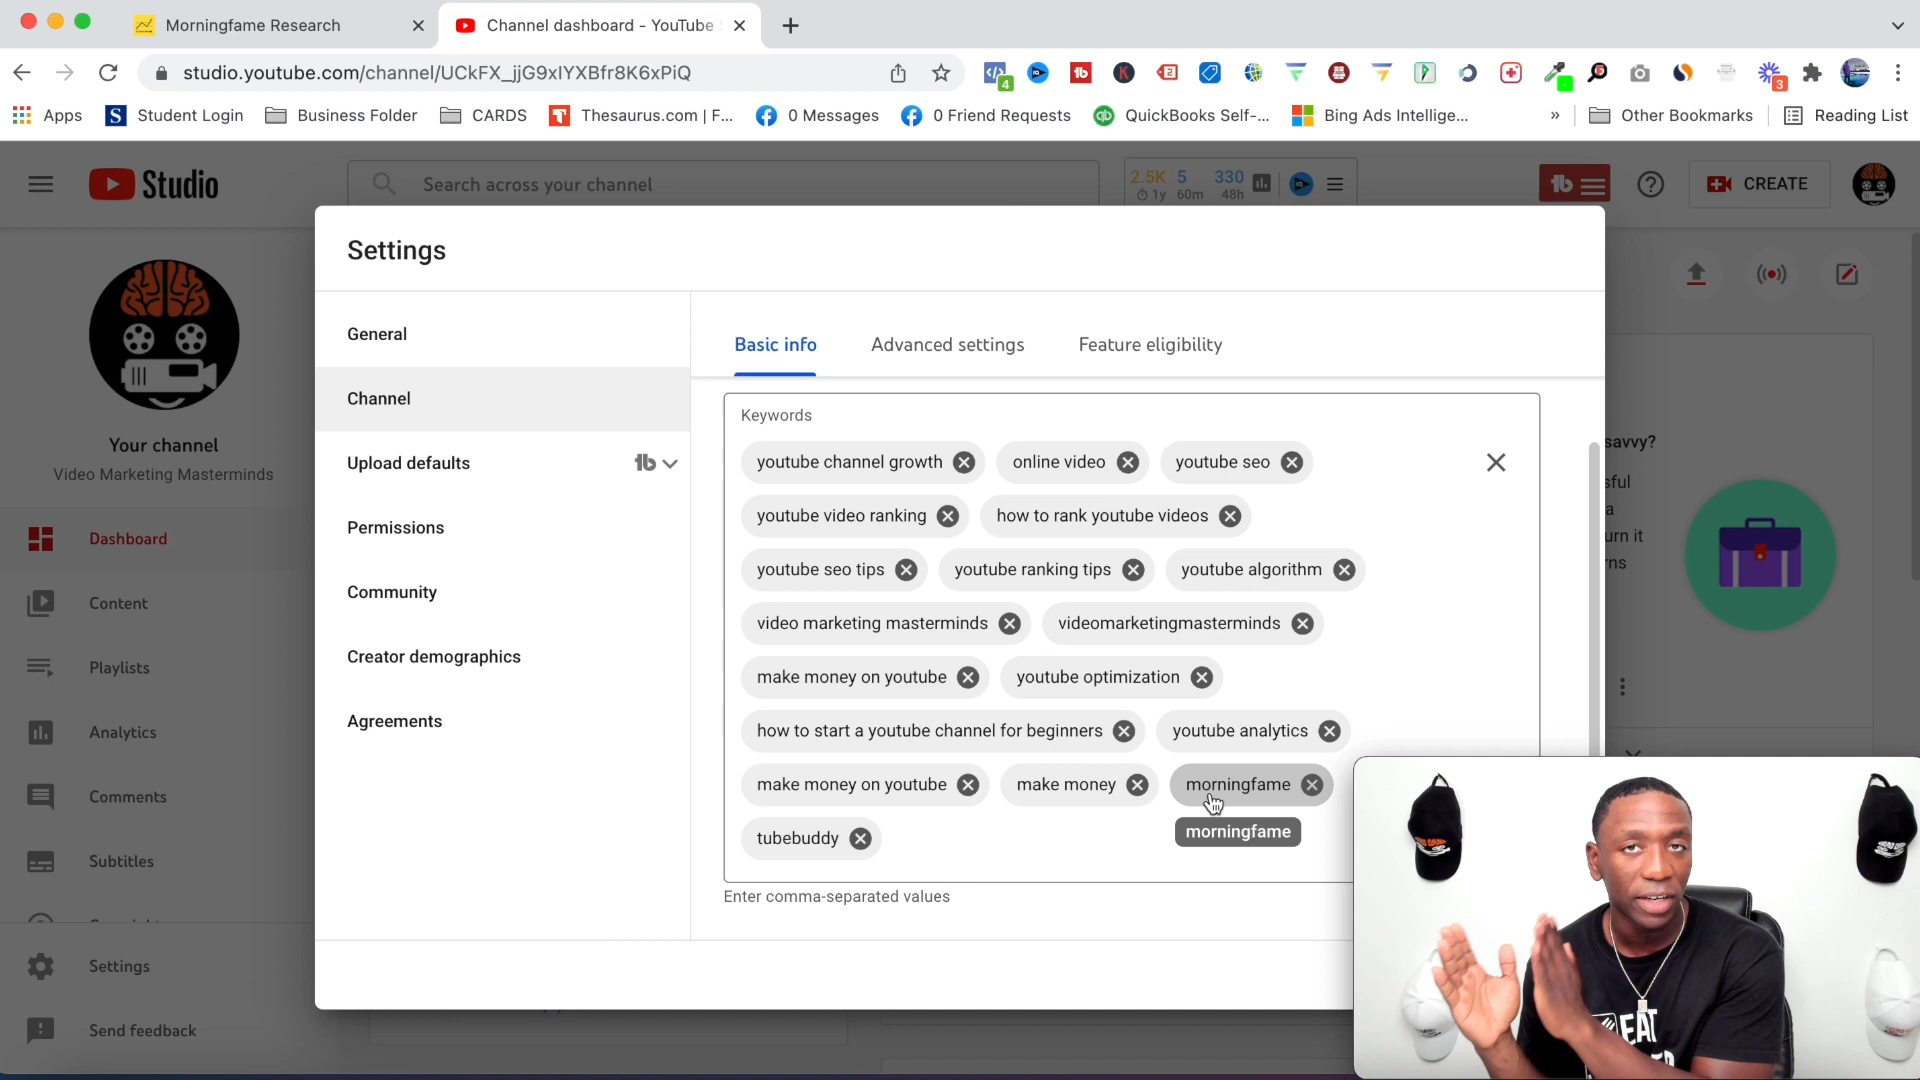 Morningfame Research
Channel dashboard - YouTube
studio.youtube.com/channel/UCkFX_jjG9xIYXBfr8K6xPiQ
4
3
Apps
Student Login
Business Folder
CARDS
Thesaurus.com | F...
0 Messages
0 Friend Requests
QuickBooks Self-...
Bing Ads Intellige...
»
Other Bookmarks
Reading List
Studio
Search across your channel
2.5K 5 330
1y 60m 48h
CREATE
Your channel
Video Marketing Masterminds
Dashboard
Content
Playlists
Analytics
Comments
Subtitles
Settings
Send feedback
Settings
General
Channel
Upload defaults
Permissions
Community
Creator demographics
Agreements
Basic info
Advanced settings
Feature eligibility
Keywords
youtube channel growth
online video
youtube seo
youtube video ranking
how to rank youtube videos
youtube seo tips
youtube ranking tips
youtube algorithm
video marketing masterminds
videomarketingmasterminds
make money on youtube
youtube optimization
how to start a youtube channel for beginners
youtube analytics
make money on youtube
make money
morningfame
tubebuddy
morningfame
Enter comma-separated values
savvy?
EAT